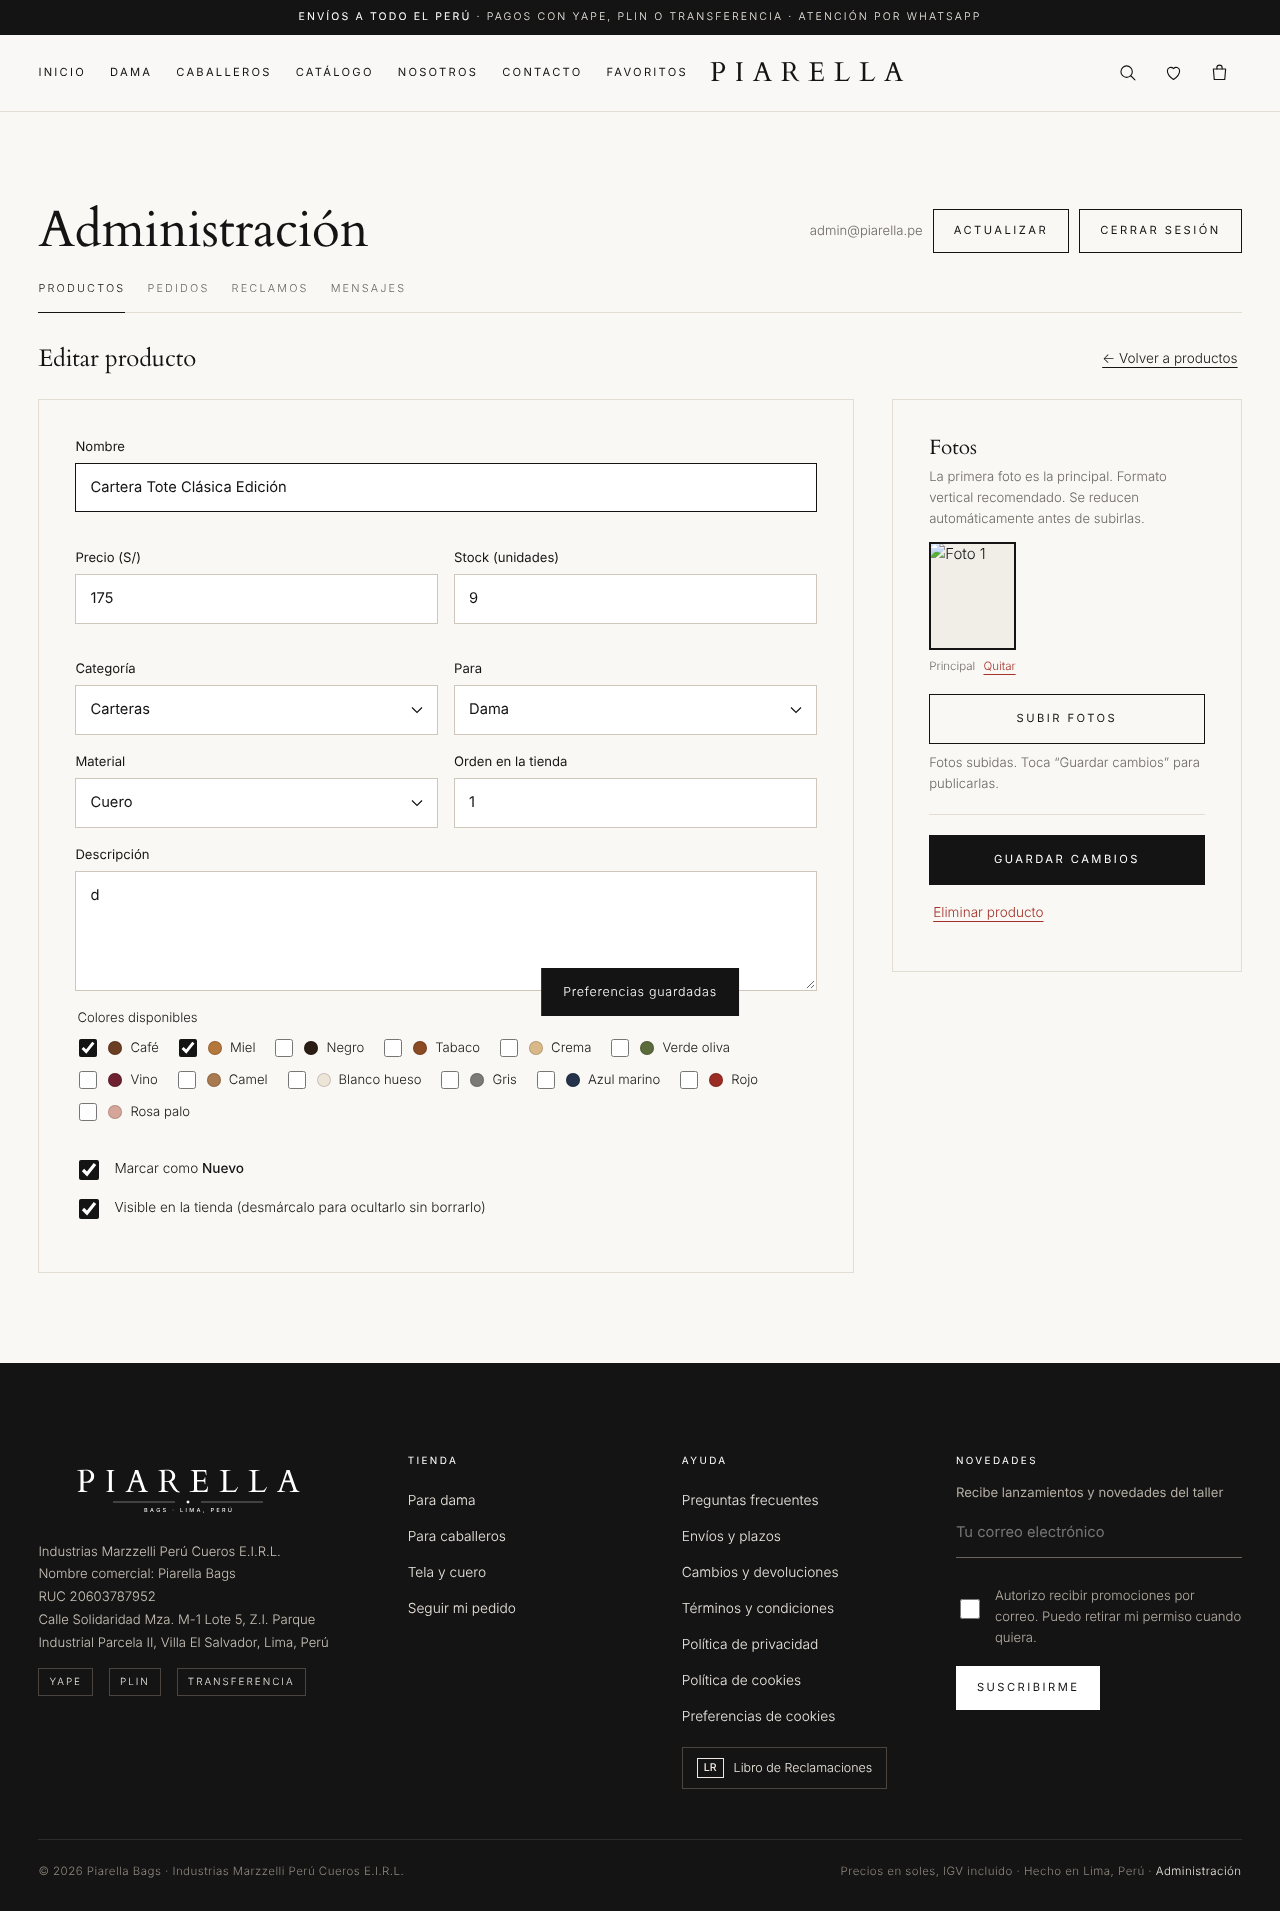 ENVÍOS A TODO EL PERÚ · PAGOS CON YAPE, PLIN O TRANSFERENCIA · ATENCIÓN POR WHATSAPP
INICIO DAMA CABALLEROS CATÁLOGO NOSOTROS CONTACTO FAVORITOS PIARELLA
Administración
admin@piarella.pe ACTUALIZAR CERRAR SESIÓN
PRODUCTOS PEDIDOS RECLAMOS MENSAJES
Editar producto
← Volver a productos
Nombre
Cartera Tote Clásica Edición
Precio (S/) Stock (unidades)
175 9
Categoría Para
Carteras Dama
Material Orden en la tienda
Cuero 1
Descripción
d
Preferencias guardadas
Colores disponibles
Café Miel Negro Tabaco Crema Verde oliva
Vino Camel Blanco hueso Gris Azul marino Rojo
Rosa palo
Marcar como Nuevo
Visible en la tienda (desmárcalo para ocultarlo sin borrarlo)
Fotos
La primera foto es la principal. Formato
vertical recomendado. Se reducen
automáticamente antes de subirlas.
Foto 1
Principal Quitar
SUBIR FOTOS
Fotos subidas. Toca “Guardar cambios” para
publicarlas.
GUARDAR CAMBIOS
Eliminar producto
PIARELLA
BAGS · LIMA, PERÚ
Industrias Marzzelli Perú Cueros E.I.R.L.
Nombre comercial: Piarella Bags
RUC 20603787952
Calle Solidaridad Mza. M-1 Lote 5, Z.I. Parque
Industrial Parcela II, Villa El Salvador, Lima, Perú
YAPE PLIN TRANSFERENCIA
TIENDA
Para dama
Para caballeros
Tela y cuero
Seguir mi pedido
AYUDA
Preguntas frecuentes
Envíos y plazos
Cambios y devoluciones
Términos y condiciones
Política de privacidad
Política de cookies
Preferencias de cookies
LR Libro de Reclamaciones
NOVEDADES
Recibe lanzamientos y novedades del taller
Tu correo electrónico
Autorizo recibir promociones por
correo. Puedo retirar mi permiso cuando
quiera.
SUSCRIBIRME
© 2026 Piarella Bags · Industrias Marzzelli Perú Cueros E.I.R.L.
Precios en soles, IGV incluido · Hecho en Lima, Perú · Administración